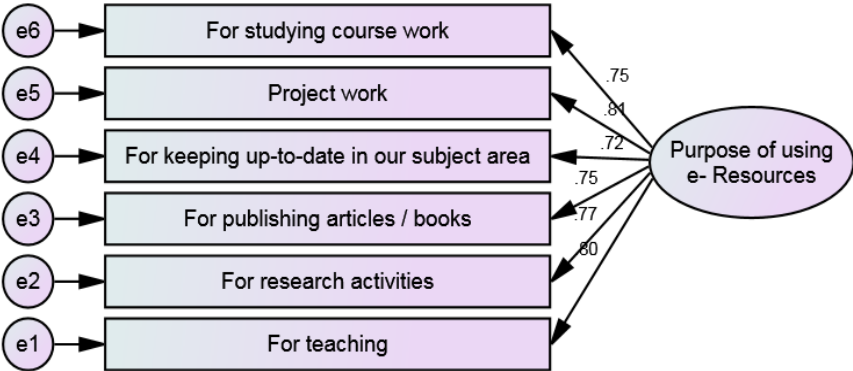 e6
For studying course work
.75
e5
Project work
.81
e4
For keeping up-to-date in our subject area
.72
Purpose of using
e- Resources
e3
For publishing articles / books
.75
.77
e2
For research activities
.80
e1
For teaching